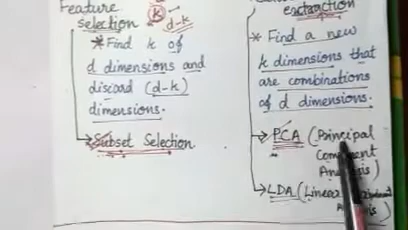 Feature
selection
k
d-k
* Find k of
d dimensions and
discard (d-k)
dimensions.
Subset Selection
extraction
* Find a new
k dimensions that
are combinations
of d dimensions.
PCA (Principal
Component
Analysis)
LDA (Linear